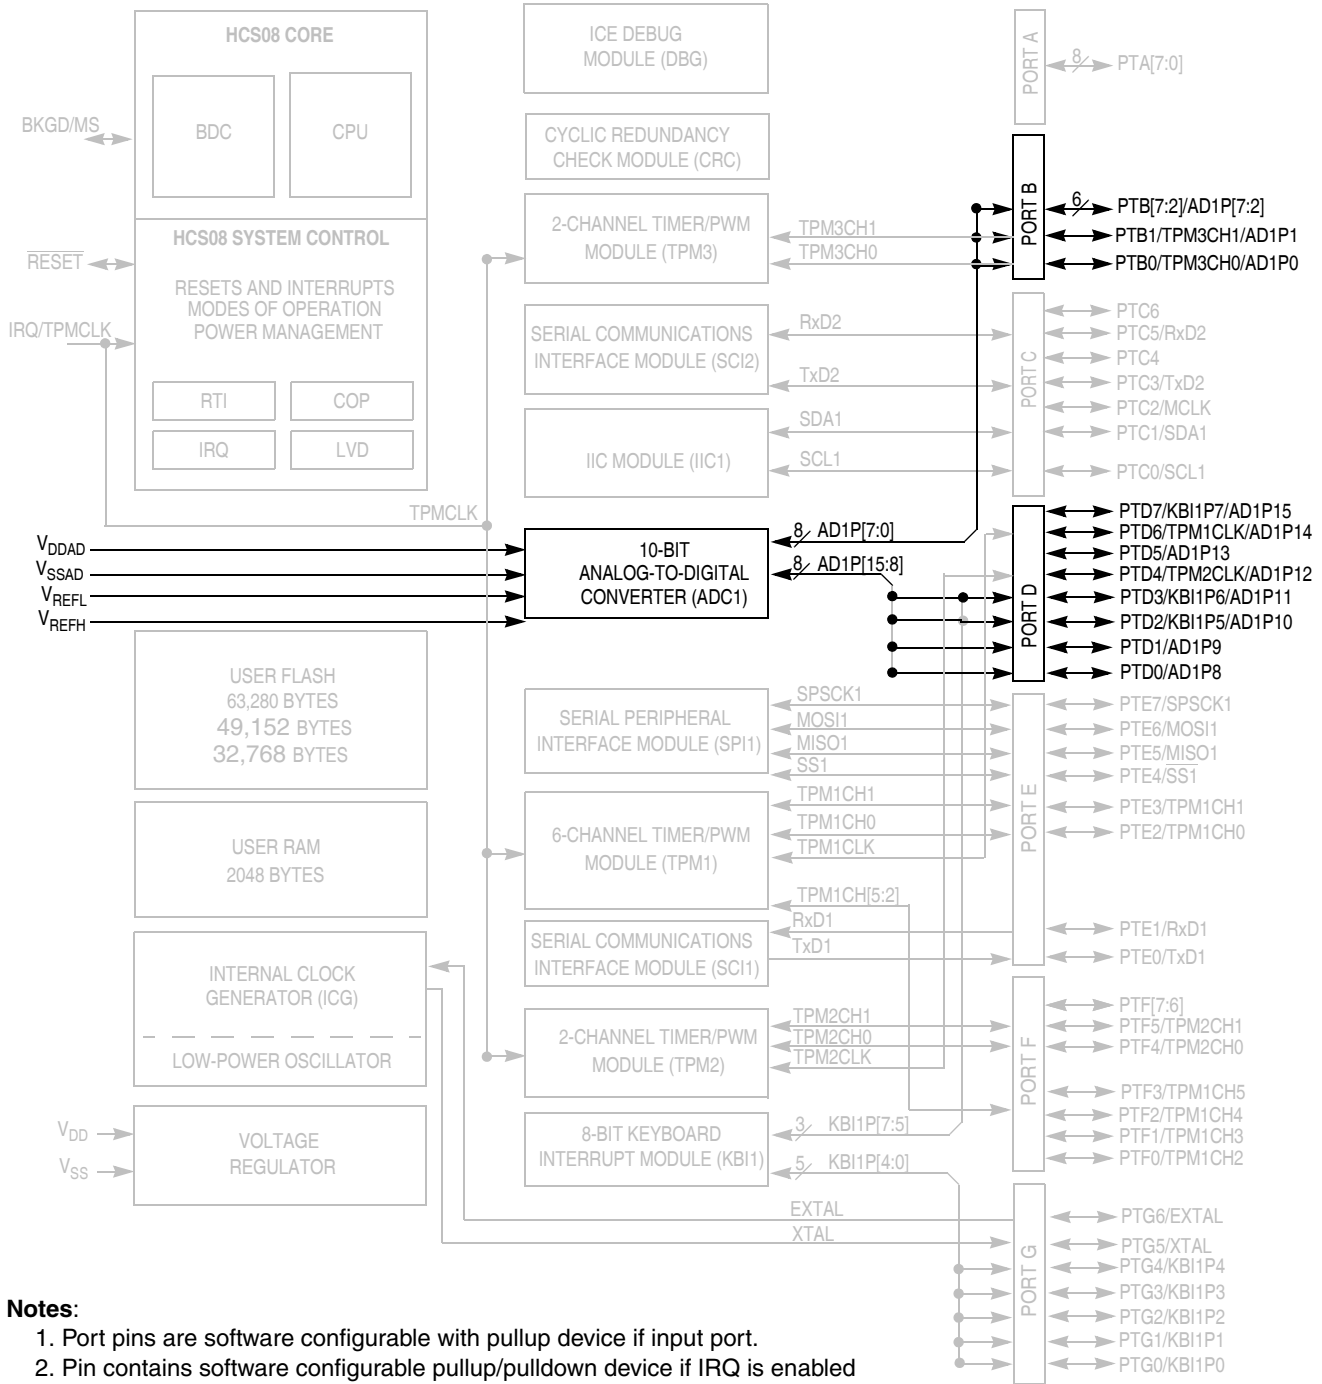 HCS08 CORE
BDC
CPU
BKGD/MS
HCS08 SYSTEM CONTROL
RESET
RESETS AND INTERRUPTS
MODES OF OPERATION
POWER MANAGEMENT
IRQ/TPMCLK
RTI
COP
IRQ
LVD
TPMCLK
VDDAD
VSSAD
VREFL
VREFH
USER FLASH
63,280 BYTES
49,152 BYTES
32,768 BYTES
USER RAM
2048 BYTES
INTERNAL CLOCK
GENERATOR (ICG)
LOW-POWER OSCILLATOR
VDD
VSS
VOLTAGE
REGULATOR
ICE DEBUG
MODULE (DBG)
CYCLIC REDUNDANCY
CHECK MODULE (CRC)
2-CHANNEL TIMER/PWM
MODULE (TPM3)
TPM3CH1
TPM3CH0
SERIAL COMMUNICATIONS
INTERFACE MODULE (SCI2)
RxD2
TxD2
IIC MODULE (IIC1)
SDA1
SCL1
10-BIT
ANALOG-TO-DIGITAL
CONVERTER (ADC1)
8 AD1P[7:0]
8 AD1P[15:8]
SERIAL PERIPHERAL
INTERFACE MODULE (SPI1)
SPSCK1
MOSI1
MISO1
SS1
6-CHANNEL TIMER/PWM
MODULE (TPM1)
TPM1CH1
TPM1CH0
TPM1CLK
TPM1CH[5:2]
SERIAL COMMUNICATIONS
INTERFACE MODULE (SCI1)
RxD1
TxD1
2-CHANNEL TIMER/PWM
MODULE (TPM2)
TPM2CH1
TPM2CH0
TPM2CLK
8-BIT KEYBOARD
INTERRUPT MODULE (KBI1)
3 KBI1P[7:5]
5 KBI1P[4:0]
EXTAL
XTAL
PORT A
8 PTA[7:0]
PORT B
6 PTB[7:2]/AD1P[7:2]
PTB1/TPM3CH1/AD1P1
PTB0/TPM3CH0/AD1P0
PORT C
PTC6
PTC5/RxD2
PTC4
PTC3/TxD2
PTC2/MCLK
PTC1/SDA1
PTC0/SCL1
PORT D
PTD7/KBI1P7/AD1P15
PTD6/TPM1CLK/AD1P14
PTD5/AD1P13
PTD4/TPM2CLK/AD1P12
PTD3/KBI1P6/AD1P11
PTD2/KBI1P5/AD1P10
PTD1/AD1P9
PTD0/AD1P8
PORT E
PTE7/SPSCK1
PTE6/MOSI1
PTE5/MISO1
PTE4/SS1
PTE3/TPM1CH1
PTE2/TPM1CH0
PTE1/RxD1
PTE0/TxD1
PORT F
PTF[7:6]
PTF5/TPM2CH1
PTF4/TPM2CH0
PTF3/TPM1CH5
PTF2/TPM1CH4
PTF1/TPM1CH3
PTF0/TPM1CH2
PORT G
PTG6/EXTAL
PTG5/XTAL
PTG4/KBI1P4
PTG3/KBI1P3
PTG2/KBI1P2
PTG1/KBI1P1
PTG0/KBI1P0
Notes:
1. Port pins are software configurable with pullup device if input port.
2. Pin contains software configurable pullup/pulldown device if IRQ is enabled